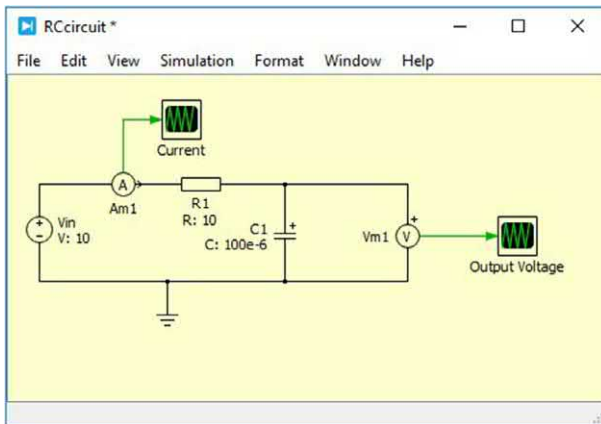 RCcircuit *
File Edit View Simulation Format Window Help
Current
A
Am1
R1
R: 10
Vin
V: 10
C1
C: 100e-6
Vm1
V
Output Voltage